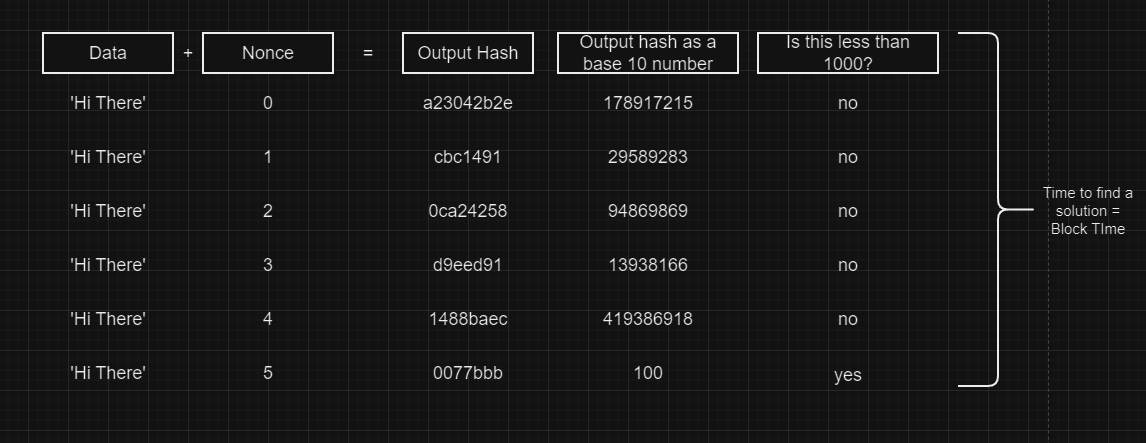 Data + Nonce = Output Hash Output hash as a Is this less than
base 10 number 1000?
'Hi There' 0 a23042b2e 178917215 no
'Hi There' 1 cbc1491 29589283 no
'Hi There' 2 0ca24258 94869869 no
'Hi There' 3 d9eed91 13938166 no
'Hi There' 4 1488baec 419386918 no
'Hi There' 5 0077bbb 100 yes
Time to find a
solution =
Block TIme